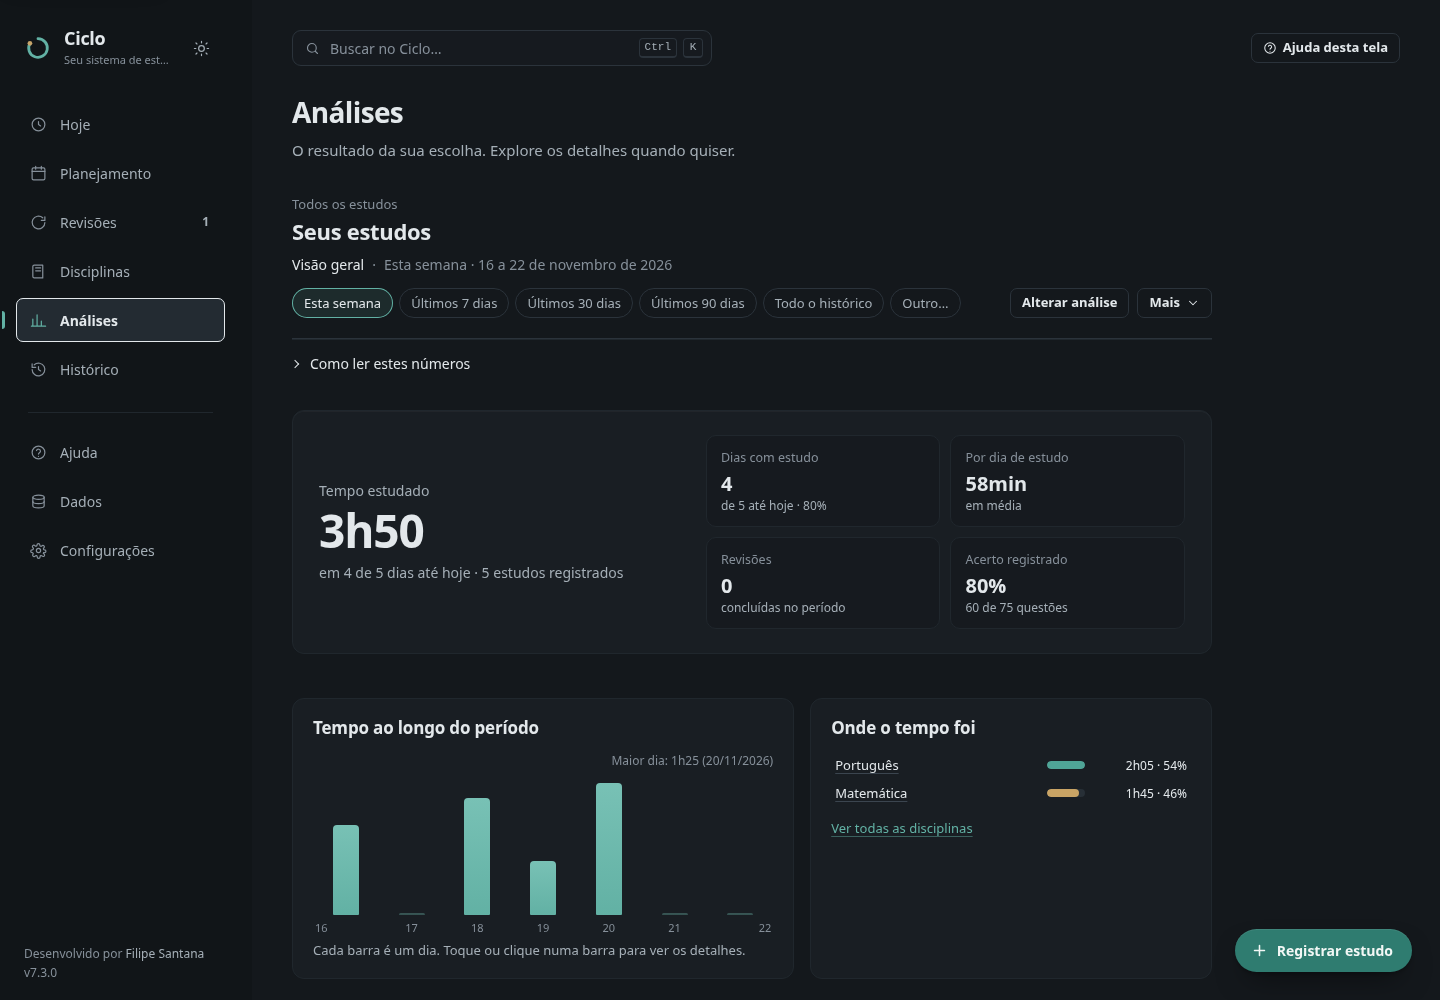 Ciclo
Seu sistema de est...
Hoje
Planejamento
Revisões 1
Disciplinas
Análises
Histórico
Ajuda
Dados
Configurações
Desenvolvido por Filipe Santana
v7.3.0
Buscar no Ciclo... Ctrl K
Ajuda desta tela
Análises
O resultado da sua escolha. Explore os detalhes quando quiser.
Todos os estudos
Seus estudos
Visão geral · Esta semana · 16 a 22 de novembro de 2026
Esta semana Últimos 7 dias Últimos 30 dias Últimos 90 dias Todo o histórico Outro... Alterar análise Mais
Como ler estes números
Tempo estudado
3h50
em 4 de 5 dias até hoje · 5 estudos registrados
Dias com estudo
4
de 5 até hoje · 80%
Por dia de estudo
58min
em média
Revisões
0
concluídas no período
Acerto registrado
80%
60 de 75 questões
Tempo ao longo do período
Maior dia: 1h25 (20/11/2026)
16 17 18 19 20 21 22
Cada barra é um dia. Toque ou clique numa barra para ver os detalhes.
Onde o tempo foi
Português 2h05 · 54%
Matemática 1h45 · 46%
Ver todas as disciplinas
Registrar estudo